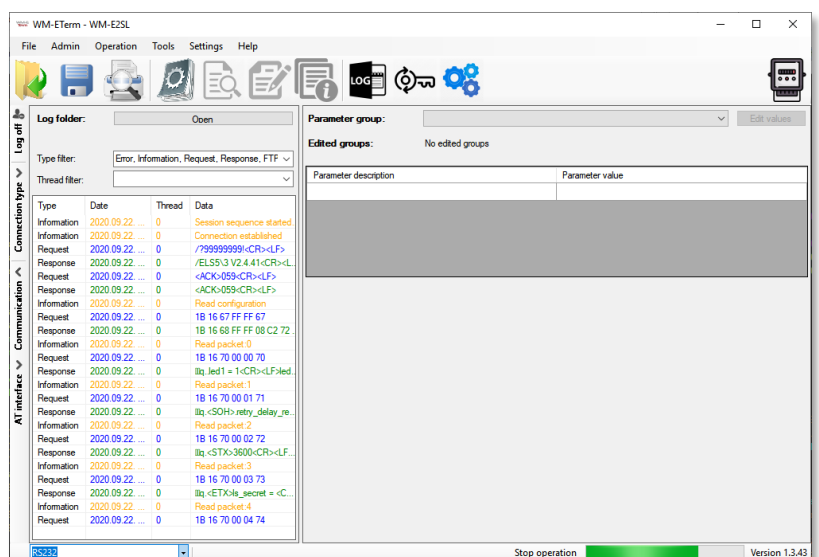 WM-ETerm - WM-E2SL
File Admin Operation Tools Settings Help
LOG
Log off
Connection type
Communication
AT interface
Log folder: Open
Type filter: Error, Information, Request, Response, FTF
Thread filter:
Type Date Thread Data
Information 2020.09.22. ... 0 Session sequence started
Information 2020.09.22. ... 0 Connection established
Request 2020.09.22. ... 0 /?99999999!<CR><LF>
Response 2020.09.22. ... 0 /ELS5\3 V2.4.41<CR><L...
Request 2020.09.22. ... 0 <ACK>059<CR><LF>
Response 2020.09.22. ... 0 <ACK>059<CR><LF>
Information 2020.09.22. ... 0 Read configuration
Request 2020.09.22. ... 0 1B 16 67 FF FF 67
Response 2020.09.22. ... 0 1B 16 68 FF FF 08 C2 72 ...
Information 2020.09.22. ... 0 Read packet:0
Request 2020.09.22. ... 0 1B 16 70 00 00 70
Response 2020.09.22. ... 0 led1 = 1<CR><LF>led...
Information 2020.09.22. ... 0 Read packet:1
Request 2020.09.22. ... 0 1B 16 70 00 01 71
Response 2020.09.22. ... 0 <SOH>.retry_delay_re...
Information 2020.09.22. ... 0 Read packet:2
Request 2020.09.22. ... 0 1B 16 70 00 02 72
Response 2020.09.22. ... 0 <STX>3600<CR><LF...
Information 2020.09.22. ... 0 Read packet:3
Request 2020.09.22. ... 0 1B 16 70 00 03 73
Response 2020.09.22. ... 0 <ETX>ls_secret = <C...
Information 2020.09.22. ... 0 Read packet:4
Request 2020.09.22. ... 0 1B 16 70 00 04 74
Parameter group: Edit values
Edited groups: No edited groups
Parameter description Parameter value
RS232 Stop operation Version 1.3.43